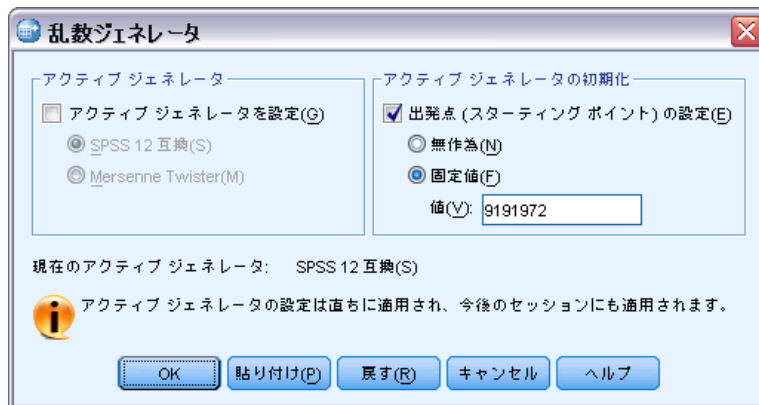 乱数ジェネレータ
アクティブ ジェネレータ
アクティブ ジェネレータを設定(G)
SPSS 12 互換(S)
Mersenne Twister(M)
アクティブ ジェネレータの初期化
出発点 (スターティング ポイント) の設定(E)
無作為(N)
固定値(F)
値(V): 9191972
現在のアクティブ ジェネレータ: SPSS 12 互換(S)
アクティブ ジェネレータの設定は直ちに適用され、今後のセッションにも適用されます。
OK 貼り付け(P) 戻す(R) キャンセル ヘルプ